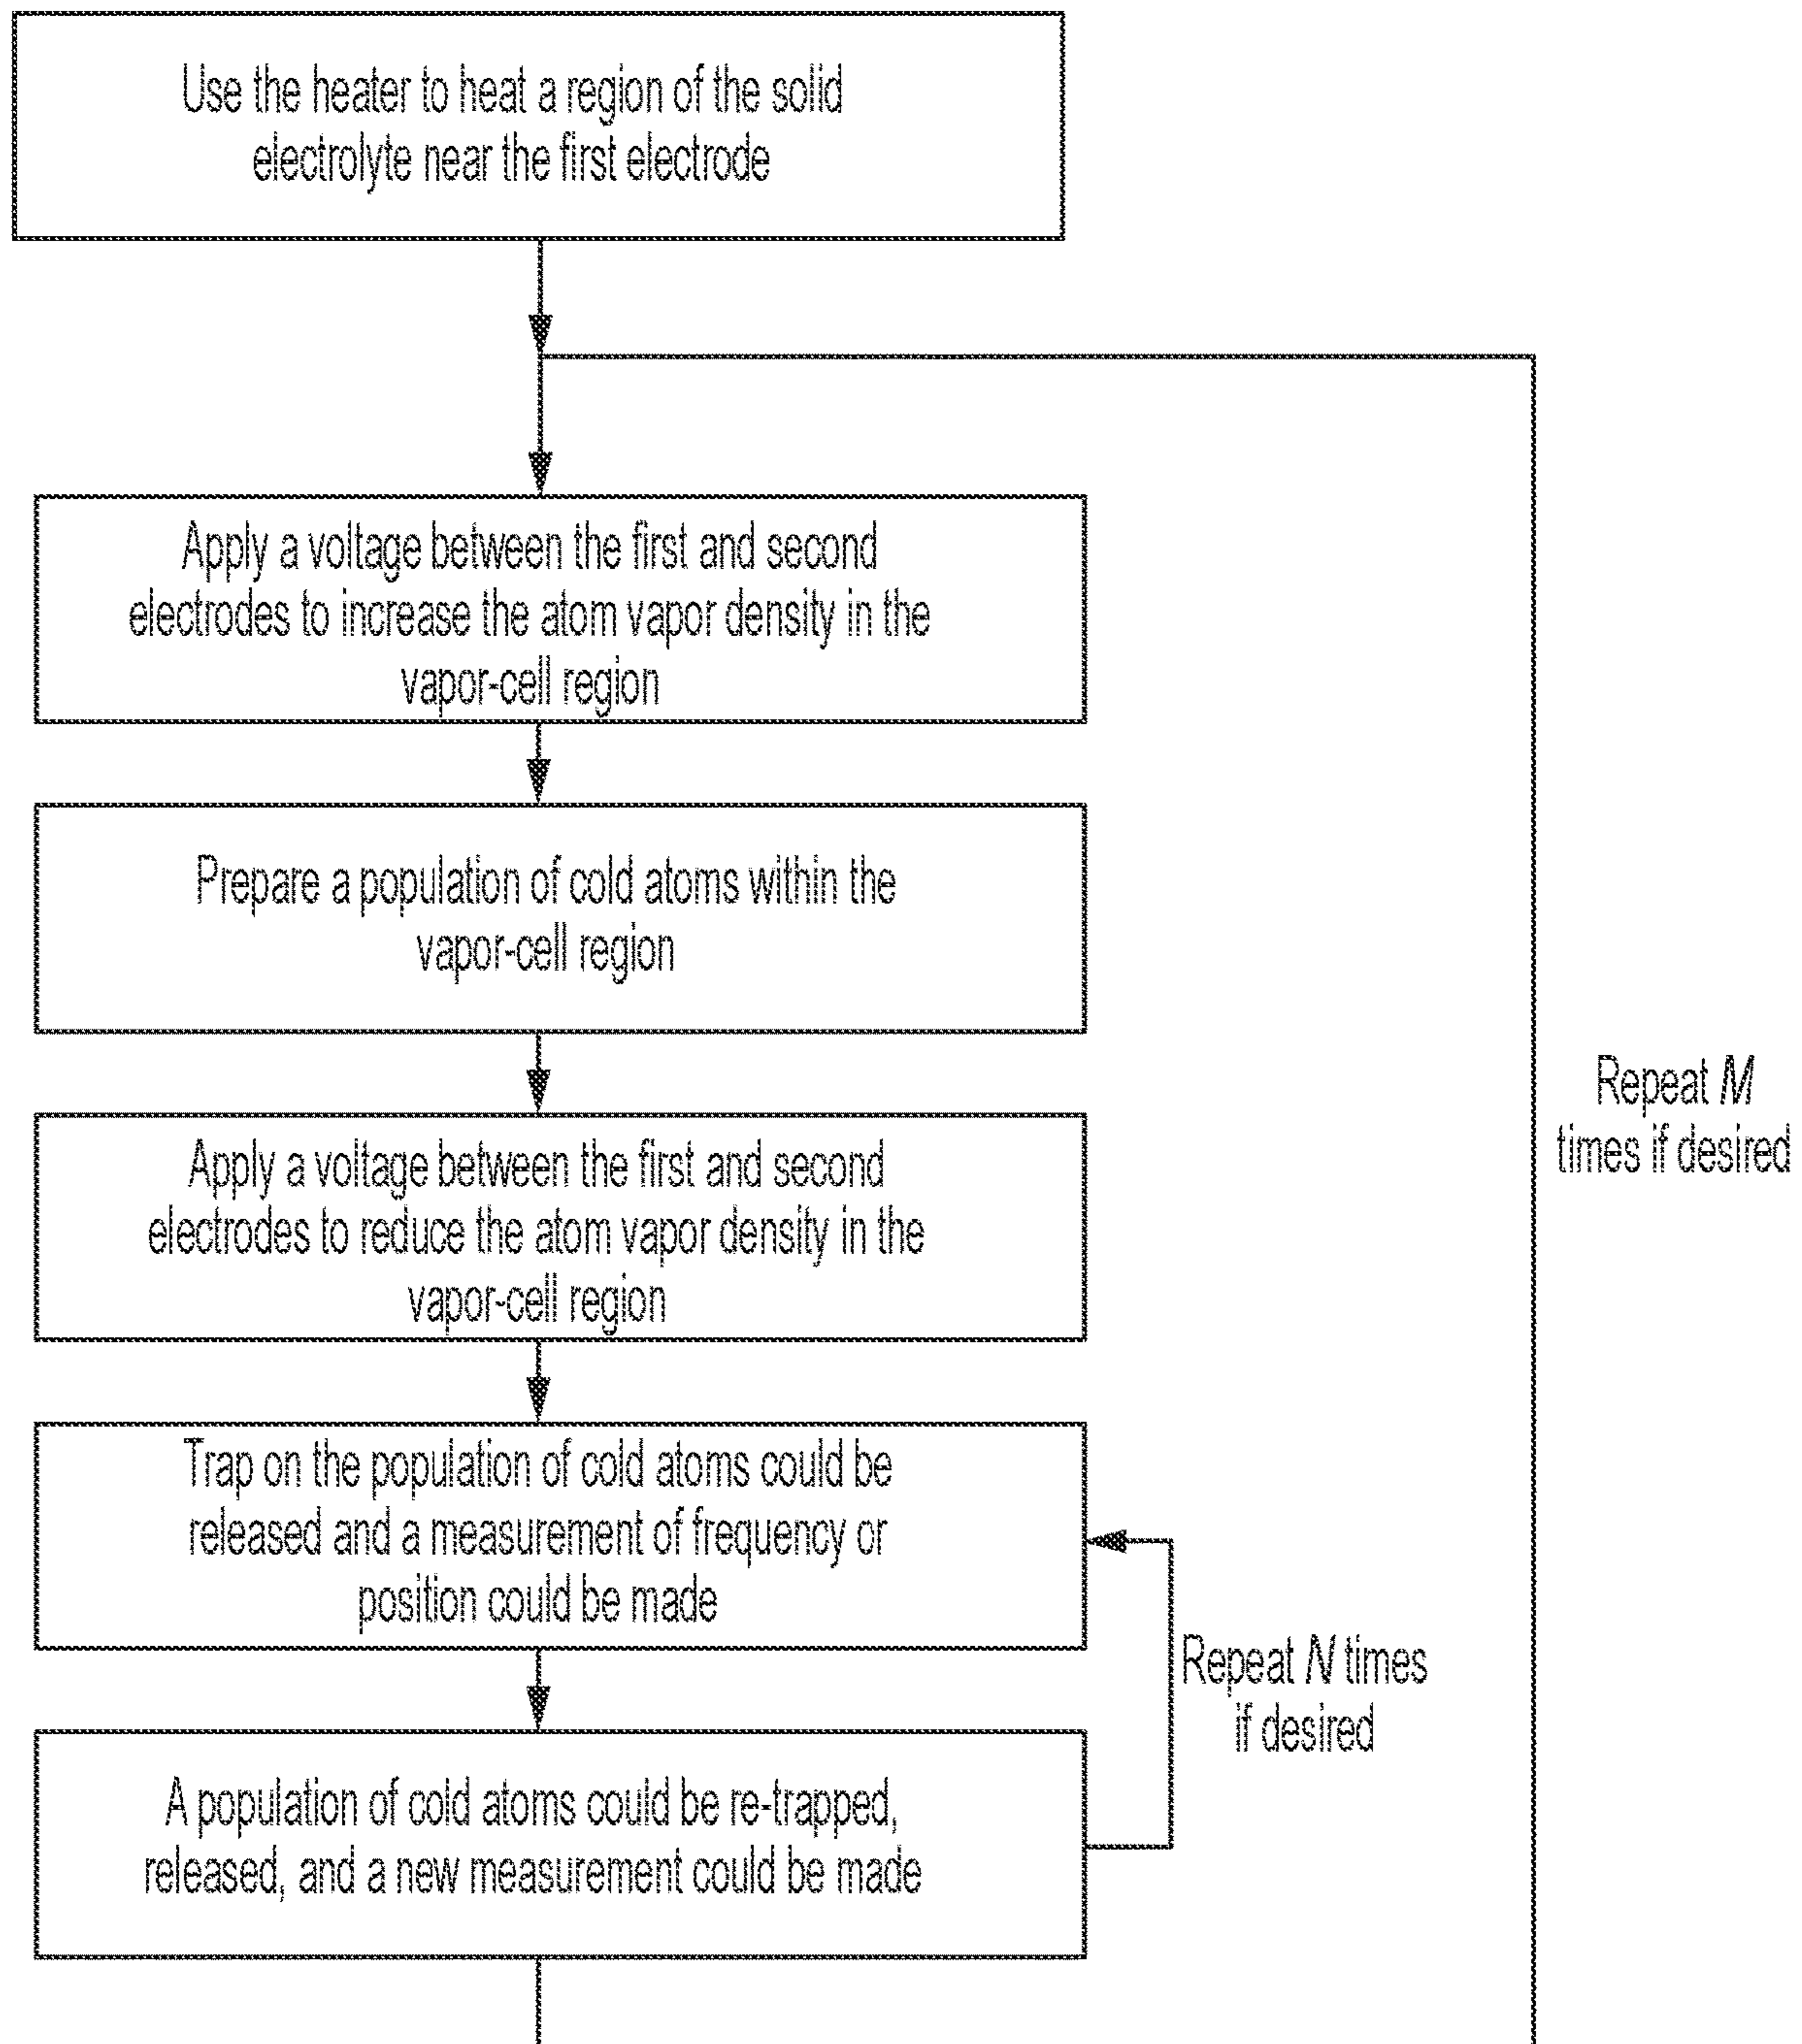 Use the heater to heat a region of the solid
electrolyte near the first electrode
Apply a voltage between the first and second
electrodes to increase the atom vapor density in the
vapor-cell region
Prepare a population of cold atoms within the
vapor-cell region
Repeat M
times if desired
Apply a voltage between the first and second
electrodes to reduce the atom vapor density in the
vapor-cell region
Trap on the population of cold atoms could be
released and a measurement of frequency or
position could be made
Repeat N times
if desired
A population of cold atoms could be re-trapped,
released, and a new measurement could be made